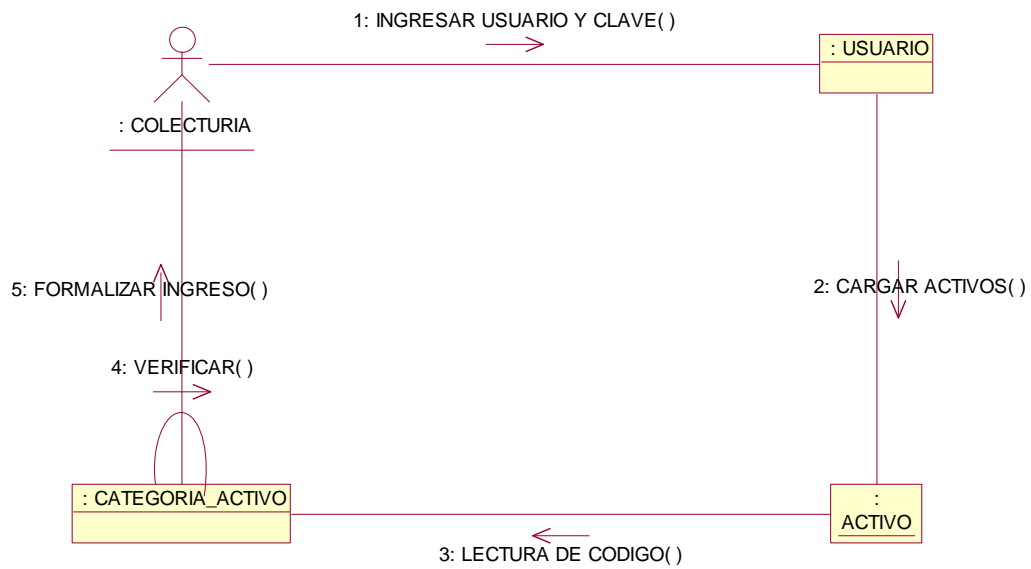 1: INGRESAR USUARIO Y CLAVE( )
: USUARIO
: COLECTURIA
5: FORMALIZAR INGRESO( )
2: CARGAR ACTIVOS( )
4: VERIFICAR( )
: CATEGORIA_ACTIVO
:
ACTIVO
3: LECTURA DE CODIGO( )